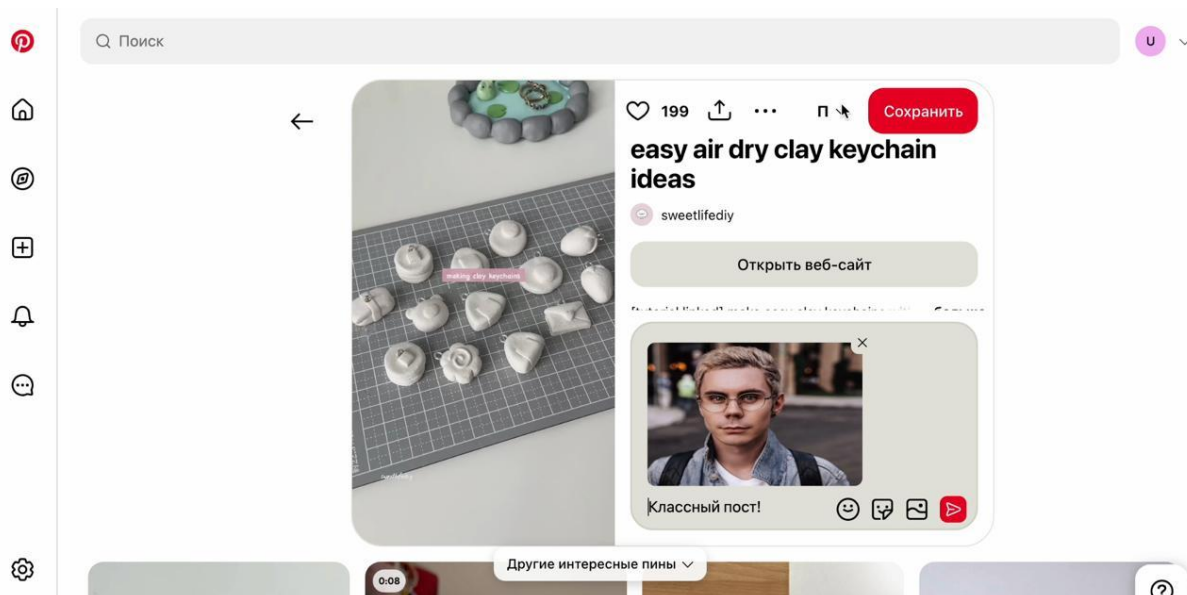 Поиск
U
199
П
Сохранить
easy air dry clay keychain
ideas
sweetlifediy
Открыть веб-сайт
making clay keychains
Классный пост!
Другие интересные пины
0:08